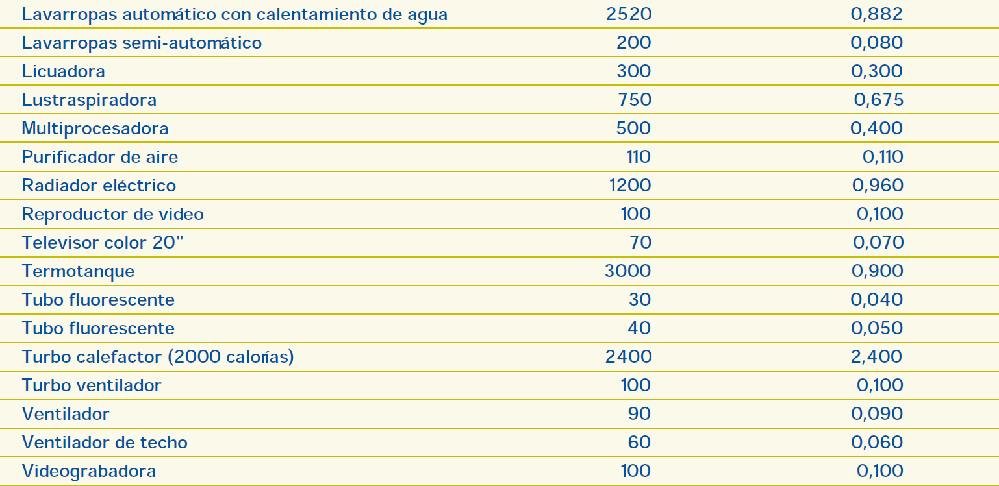 Lavarropas automático con calentamiento de agua 2520 0,882
Lavarropas semi-automático 200 0,080
Licuadora 300 0,300
Lustraspiradora 750 0,675
Multiprocesadora 500 0,400
Purificador de aire 110 0,110
Radiador eléctrico 1200 0,960
Reproductor de video 100 0,100
Televisor color 20" 70 0,070
Termotanque 3000 0,900
Tubo fluorescente 30 0,040
Tubo fluorescente 40 0,050
Turbo calefactor (2000 calorías) 2400 2,400
Turbo ventilador 100 0,100
Ventilador 90 0,090
Ventilador de techo 60 0,060
Videograbadora 100 0,100